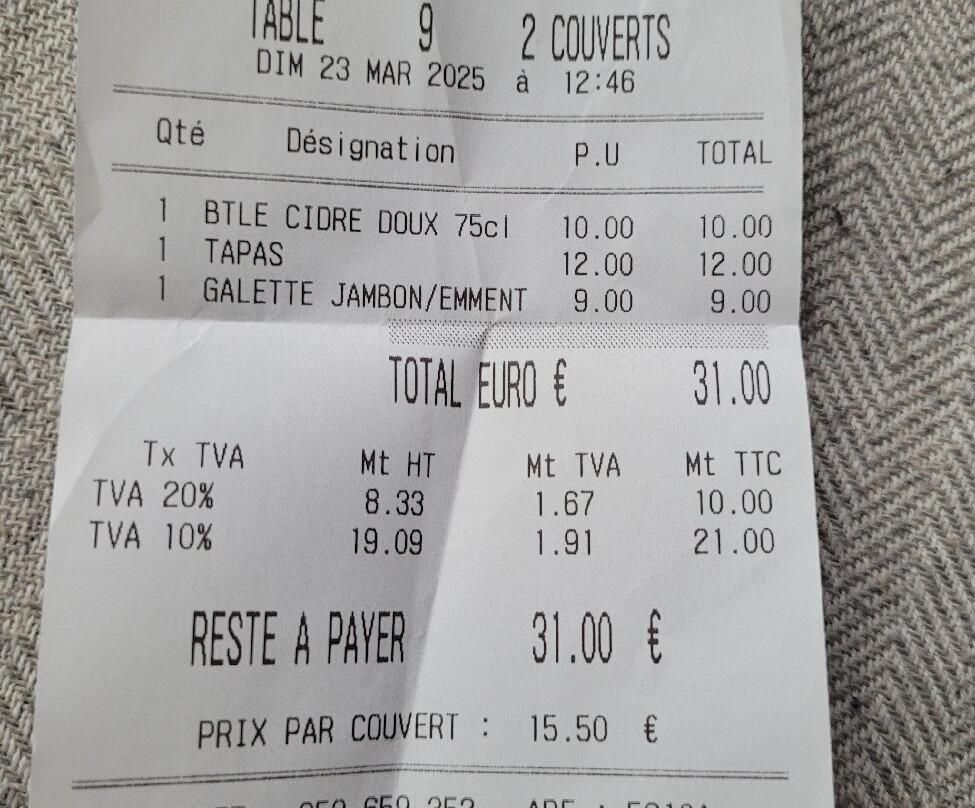 TABLE 9 2 COUVERTS
DIM 23 MAR 2025 à 12:46
Qté Désignation P.U TOTAL
1 BTLE CIDRE DOUX 75cl 10.00 10.00
1 TAPAS 12.00 12.00
1 GALETTE JAMBON/EMMENT 9.00 9.00
TOTAL EURO € 31.00
Tx TVA Mt HT Mt TVA Mt TTC
TVA 20% 8.33 1.67 10.00
TVA 10% 19.09 1.91 21.00
RESTE A PAYER 31.00 €
PRIX PAR COUVERT : 15.50 €